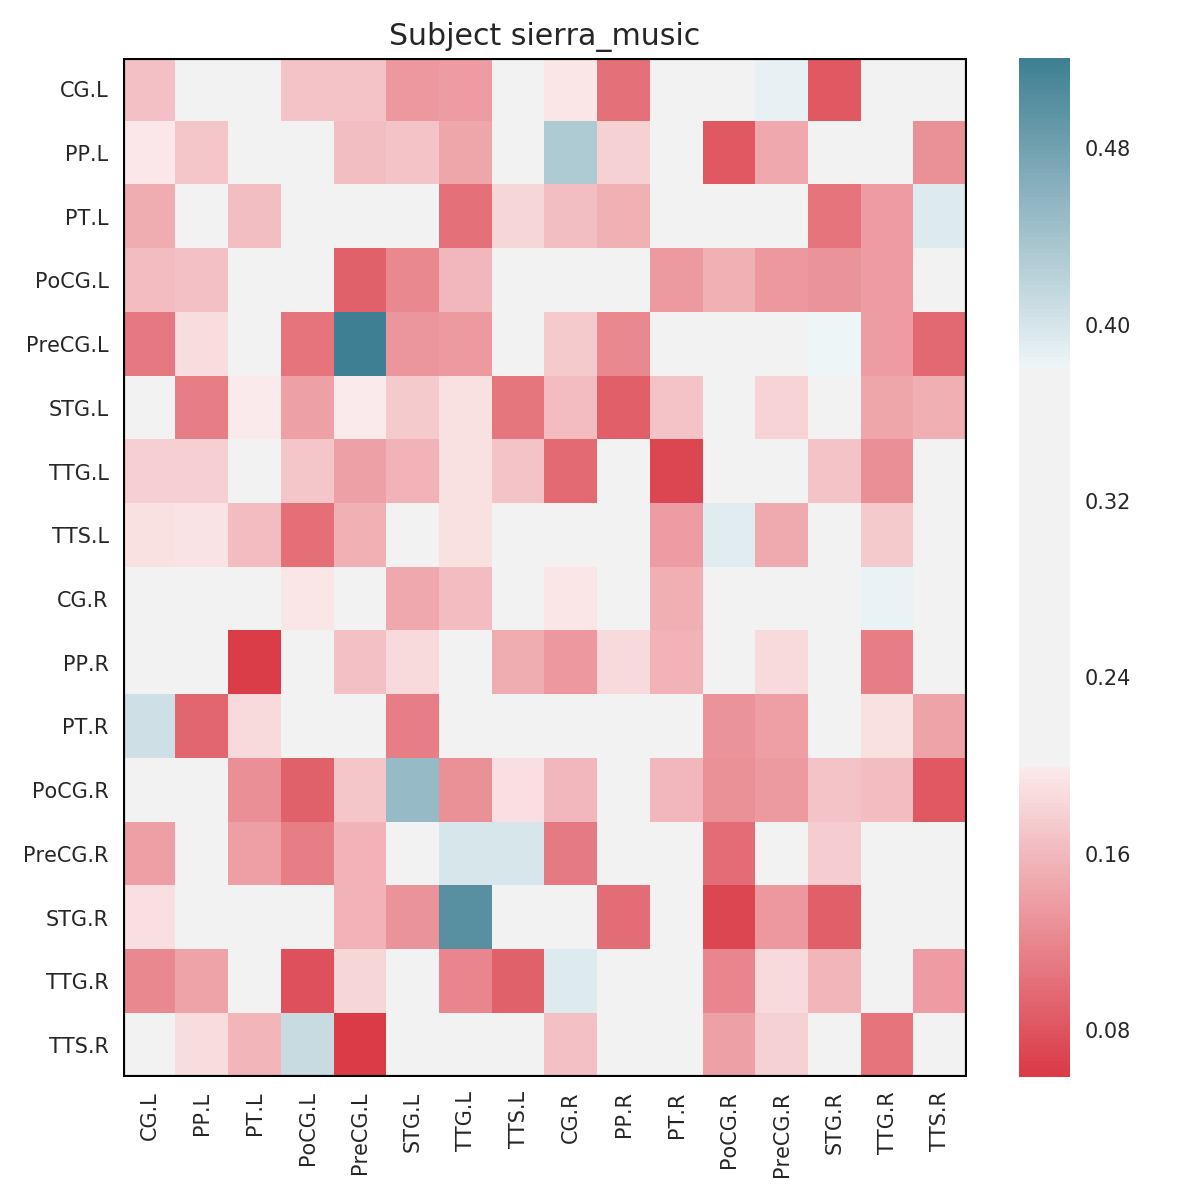 Subject sierra_music
CG.L
PP.L
PT.L
PoCG.L
PreCG.L
STG.L
TTG.L
TTS.L
CG.R
PP.R
PT.R
PoCG.R
PreCG.R
STG.R
TTG.R
TTS.R
CG.L
PP.L
PT.L
PoCG.L
PreCG.L
STG.L
TTG.L
TTS.L
CG.R
PP.R
PT.R
PoCG.R
PreCG.R
STG.R
TTG.R
TTS.R
0.48
0.40
0.32
0.24
0.16
0.08